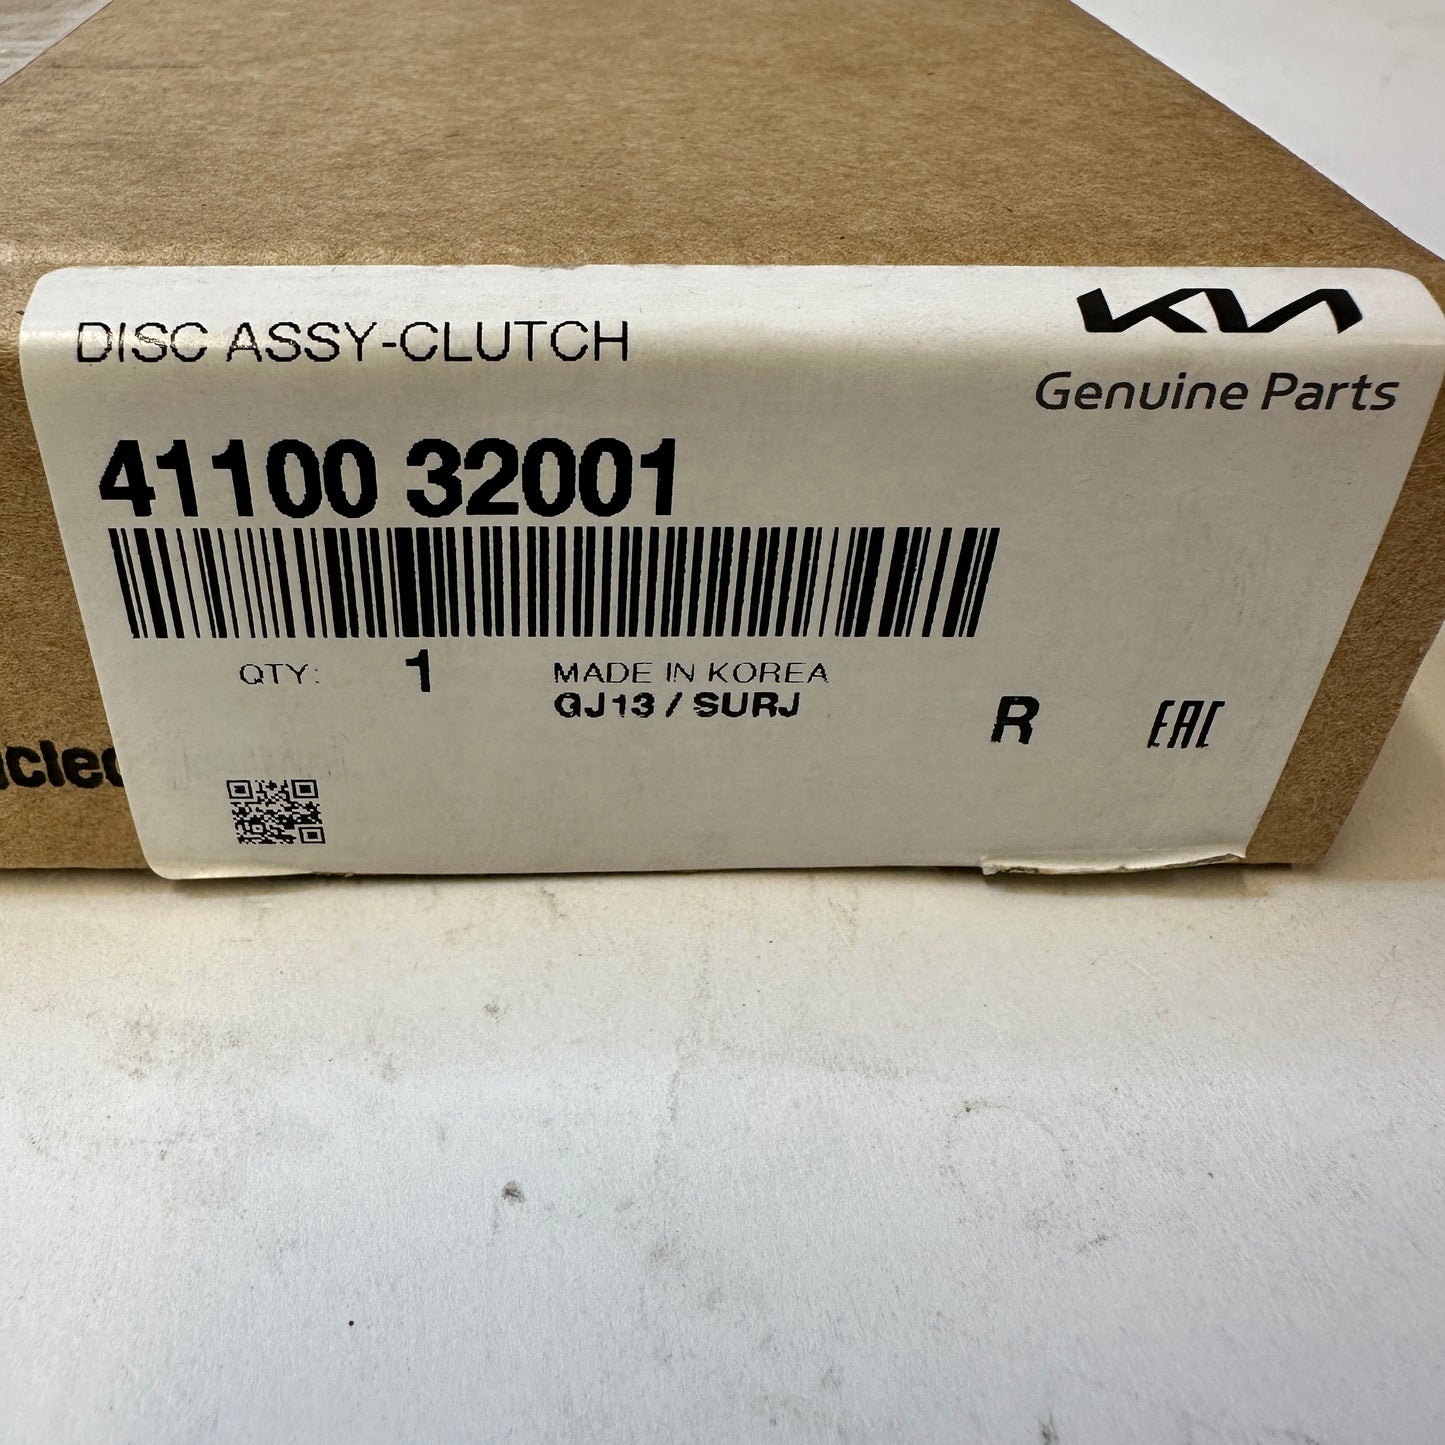 DISC ASSY-CLUTCH
KIA
Genuine Parts
41100 32001
QTY: 1
MADE IN KOREA
GJ13 / SURJ
R
EAC